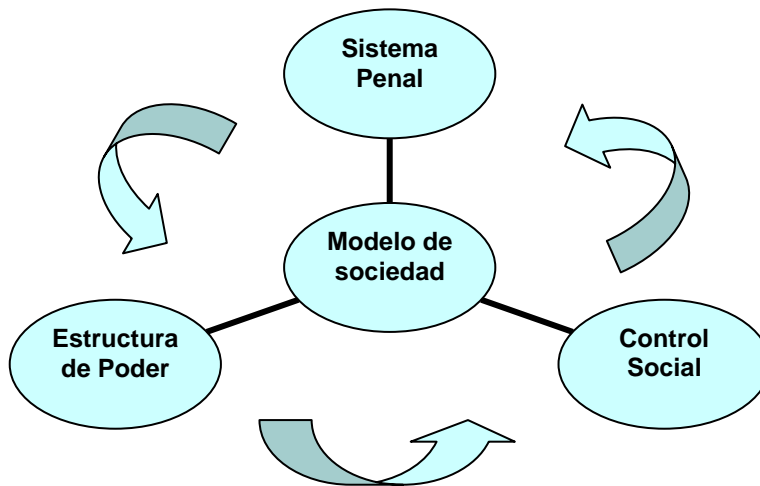 Sistema
Penal
Modelo de
sociedad
Estructura
de Poder
Control
Social